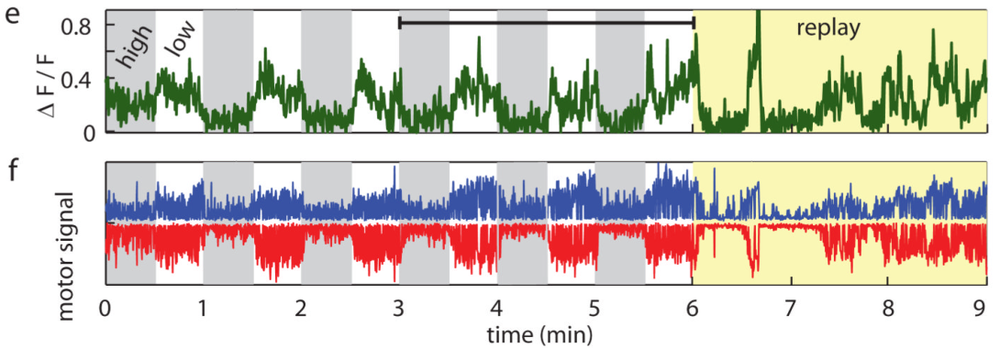 e
0.8
0.4
0
Δ F / F
high
low
replay
f
motor signal
0 1 2 3 4 5 6 7 8 9
time (min)